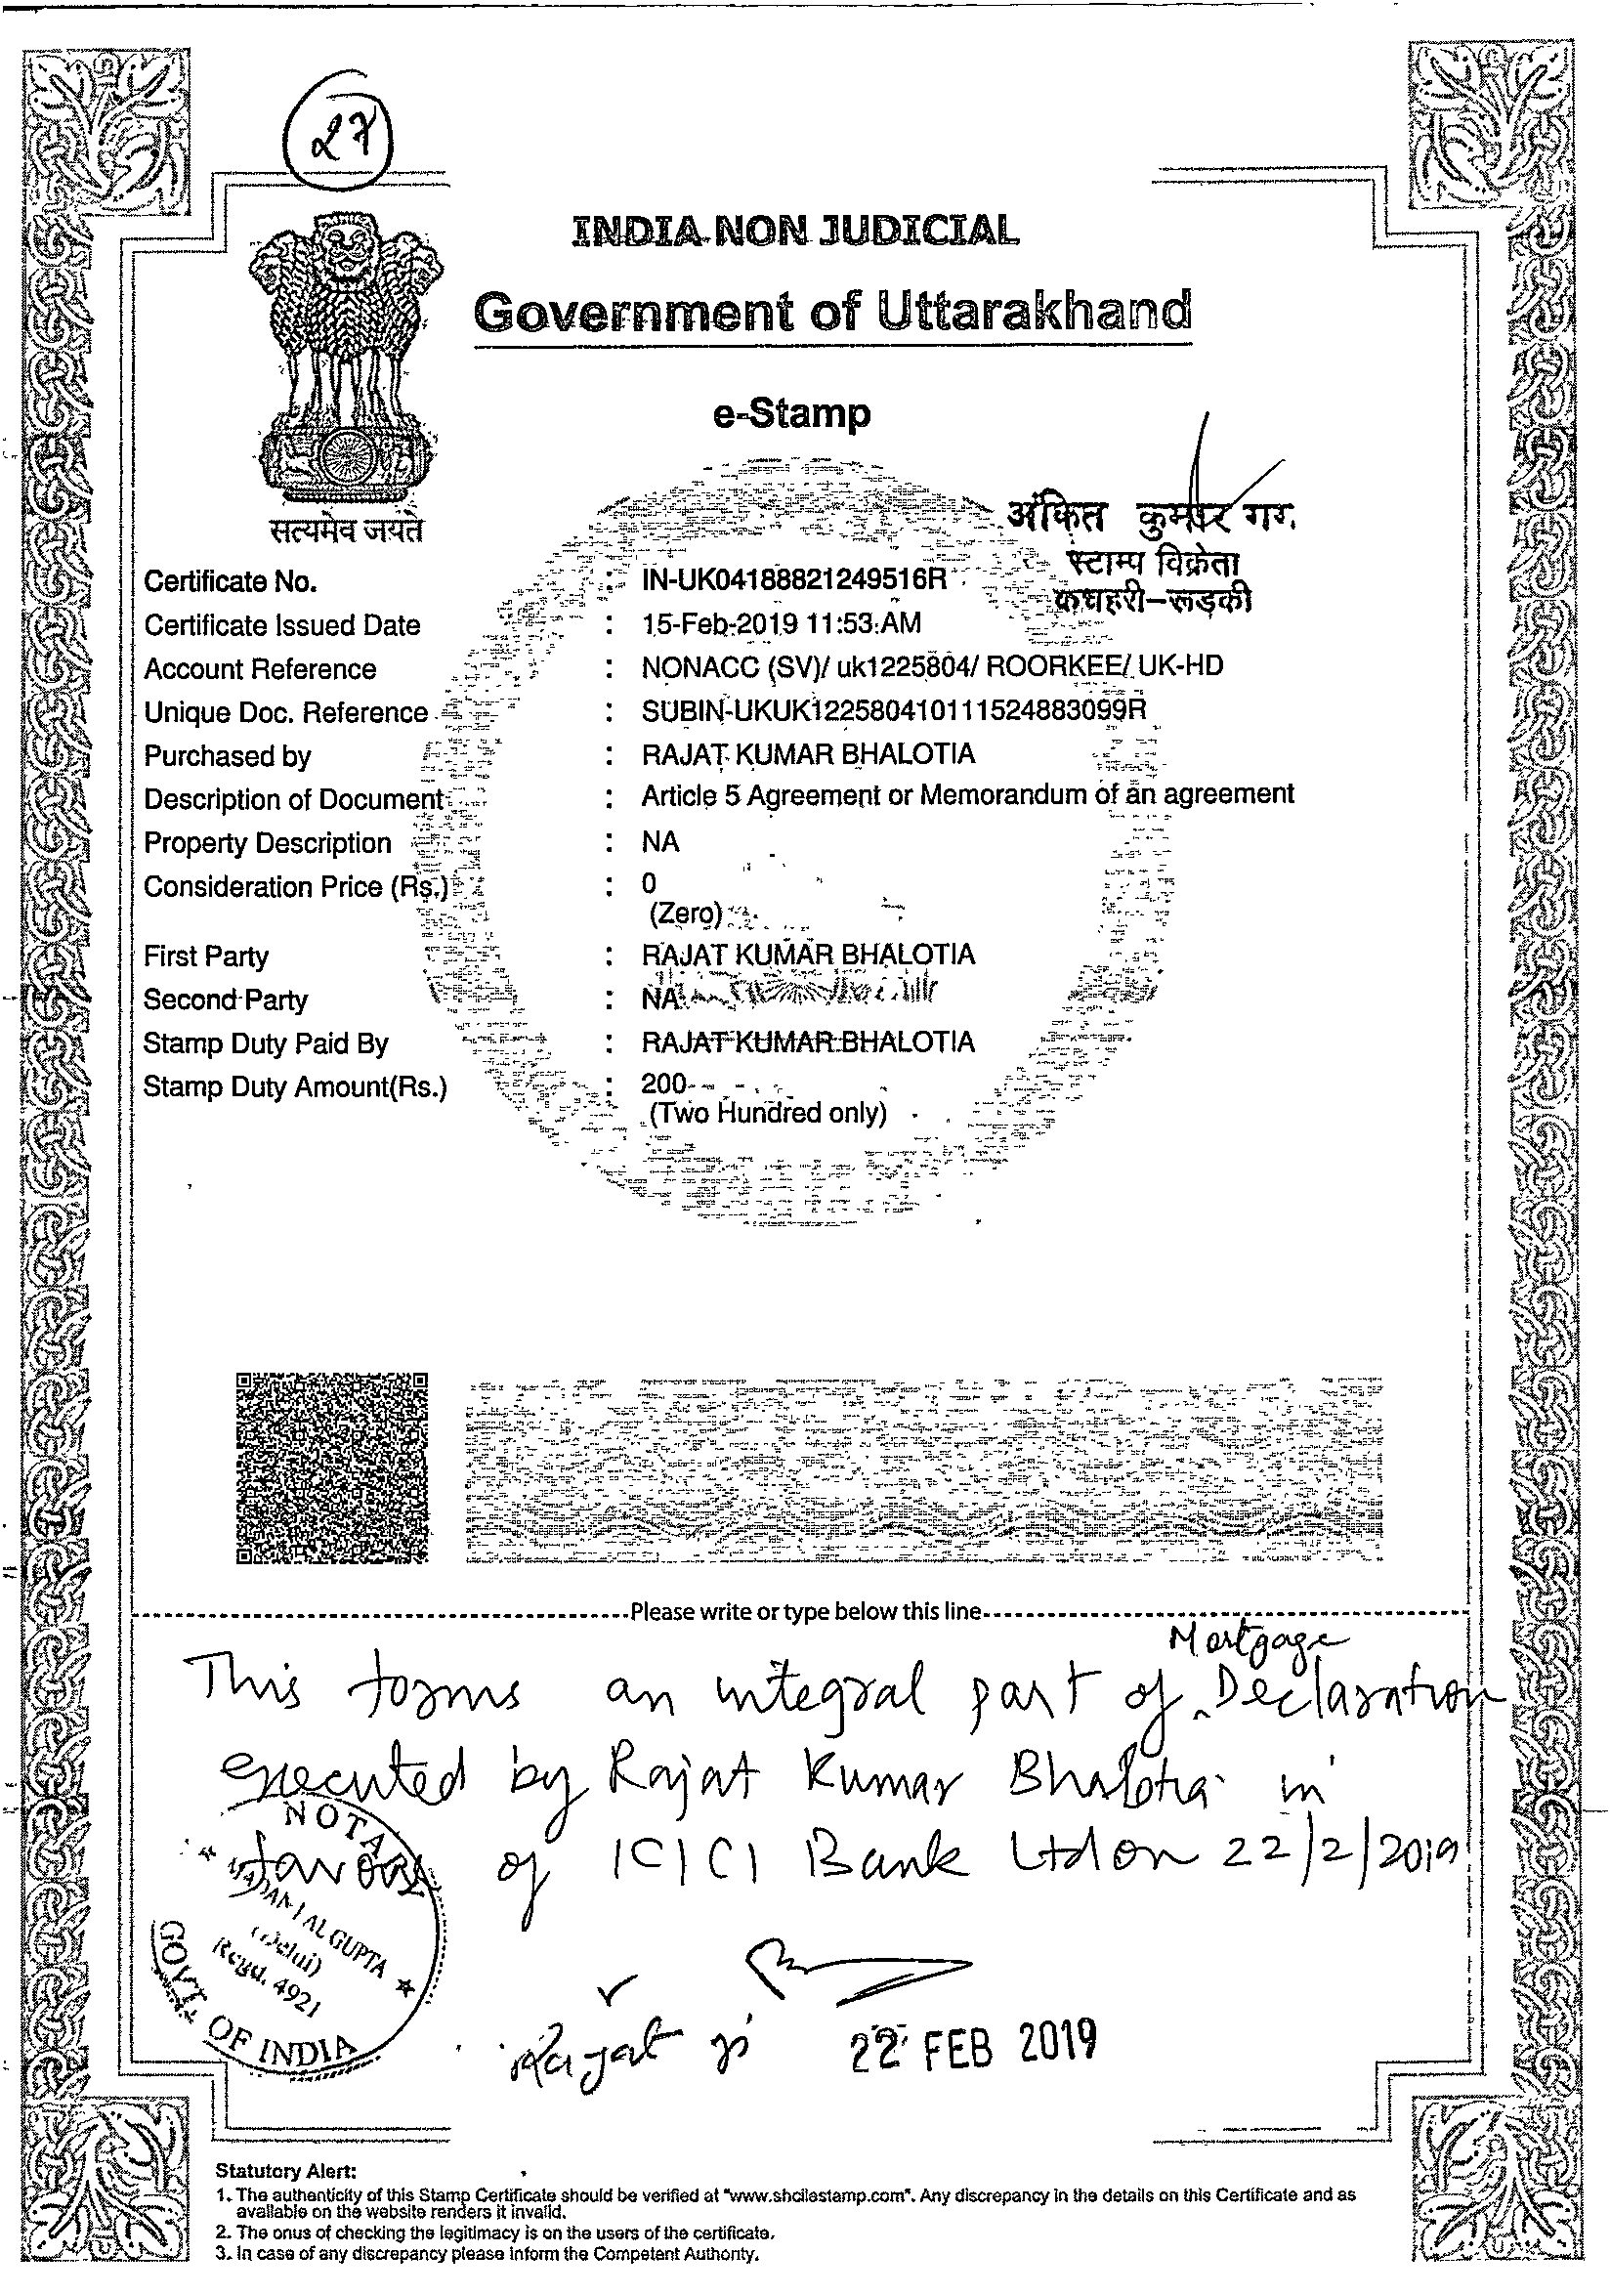 27
INDIA NON JUDICIAL
Government of Uttarakhand
e-Stamp
सत्यमेव जयते
अंकित कुमार गर्ग
स्टाम्प विक्रेता
कचहरी–रूड़की
Certificate No. : IN-UK04188821249516R
Certificate Issued Date : 15-Feb-2019 11:53 AM
Account Reference : NONACC (SV)/ uk1225804/ ROORKEE/ UK-HD
Unique Doc. Reference : SUBIN-UKUK122580410111524883099R
Purchased by : RAJAT KUMAR BHALOTIA
Description of Document : Article 5 Agreement or Memorandum of an agreement
Property Description : NA
Consideration Price (Rs.) : 0
(Zero)
First Party : RAJAT KUMAR BHALOTIA
Second Party : NA
Stamp Duty Paid By : RAJAT KUMAR BHALOTIA
Stamp Duty Amount(Rs.) : 200
(Two Hundred only)
Please write or type below this line
Mortgage
This forms an integral part of Declaration
executed by Rajat Kumar Bhalotia in
favour of ICICI Bank Ltd on 22/2/2019
NOTARY
MADAN LAL GUPTA
(Delhi)
Regd. 4921
GOVT. OF INDIA
Rajat
22 FEB 2019
Statutory Alert:
1. The authenticity of this Stamp Certificate should be verified at "www.shcilestamp.com". Any discrepancy in the details on this Certificate and as
available on the website renders it invalid.
2. The onus of checking the legitimacy is on the users of the certificate.
3. In case of any discrepancy please inform the Competent Authority.